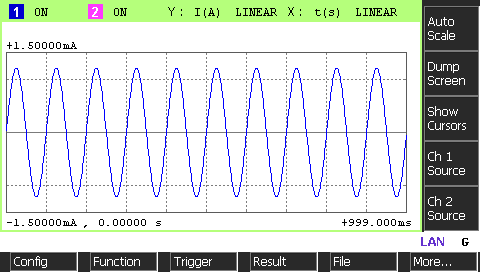 1 ON 2 ON Y: I(A) LINEAR X: t(s) LINEAR
+1.50000mA
-1.50000mA , 0.00000 s +999.000ms
Auto
Scale
Dump
Screen
Show
Cursors
Ch 1
Source
Ch 2
Source
LAN G
Config Function Trigger Result File More...